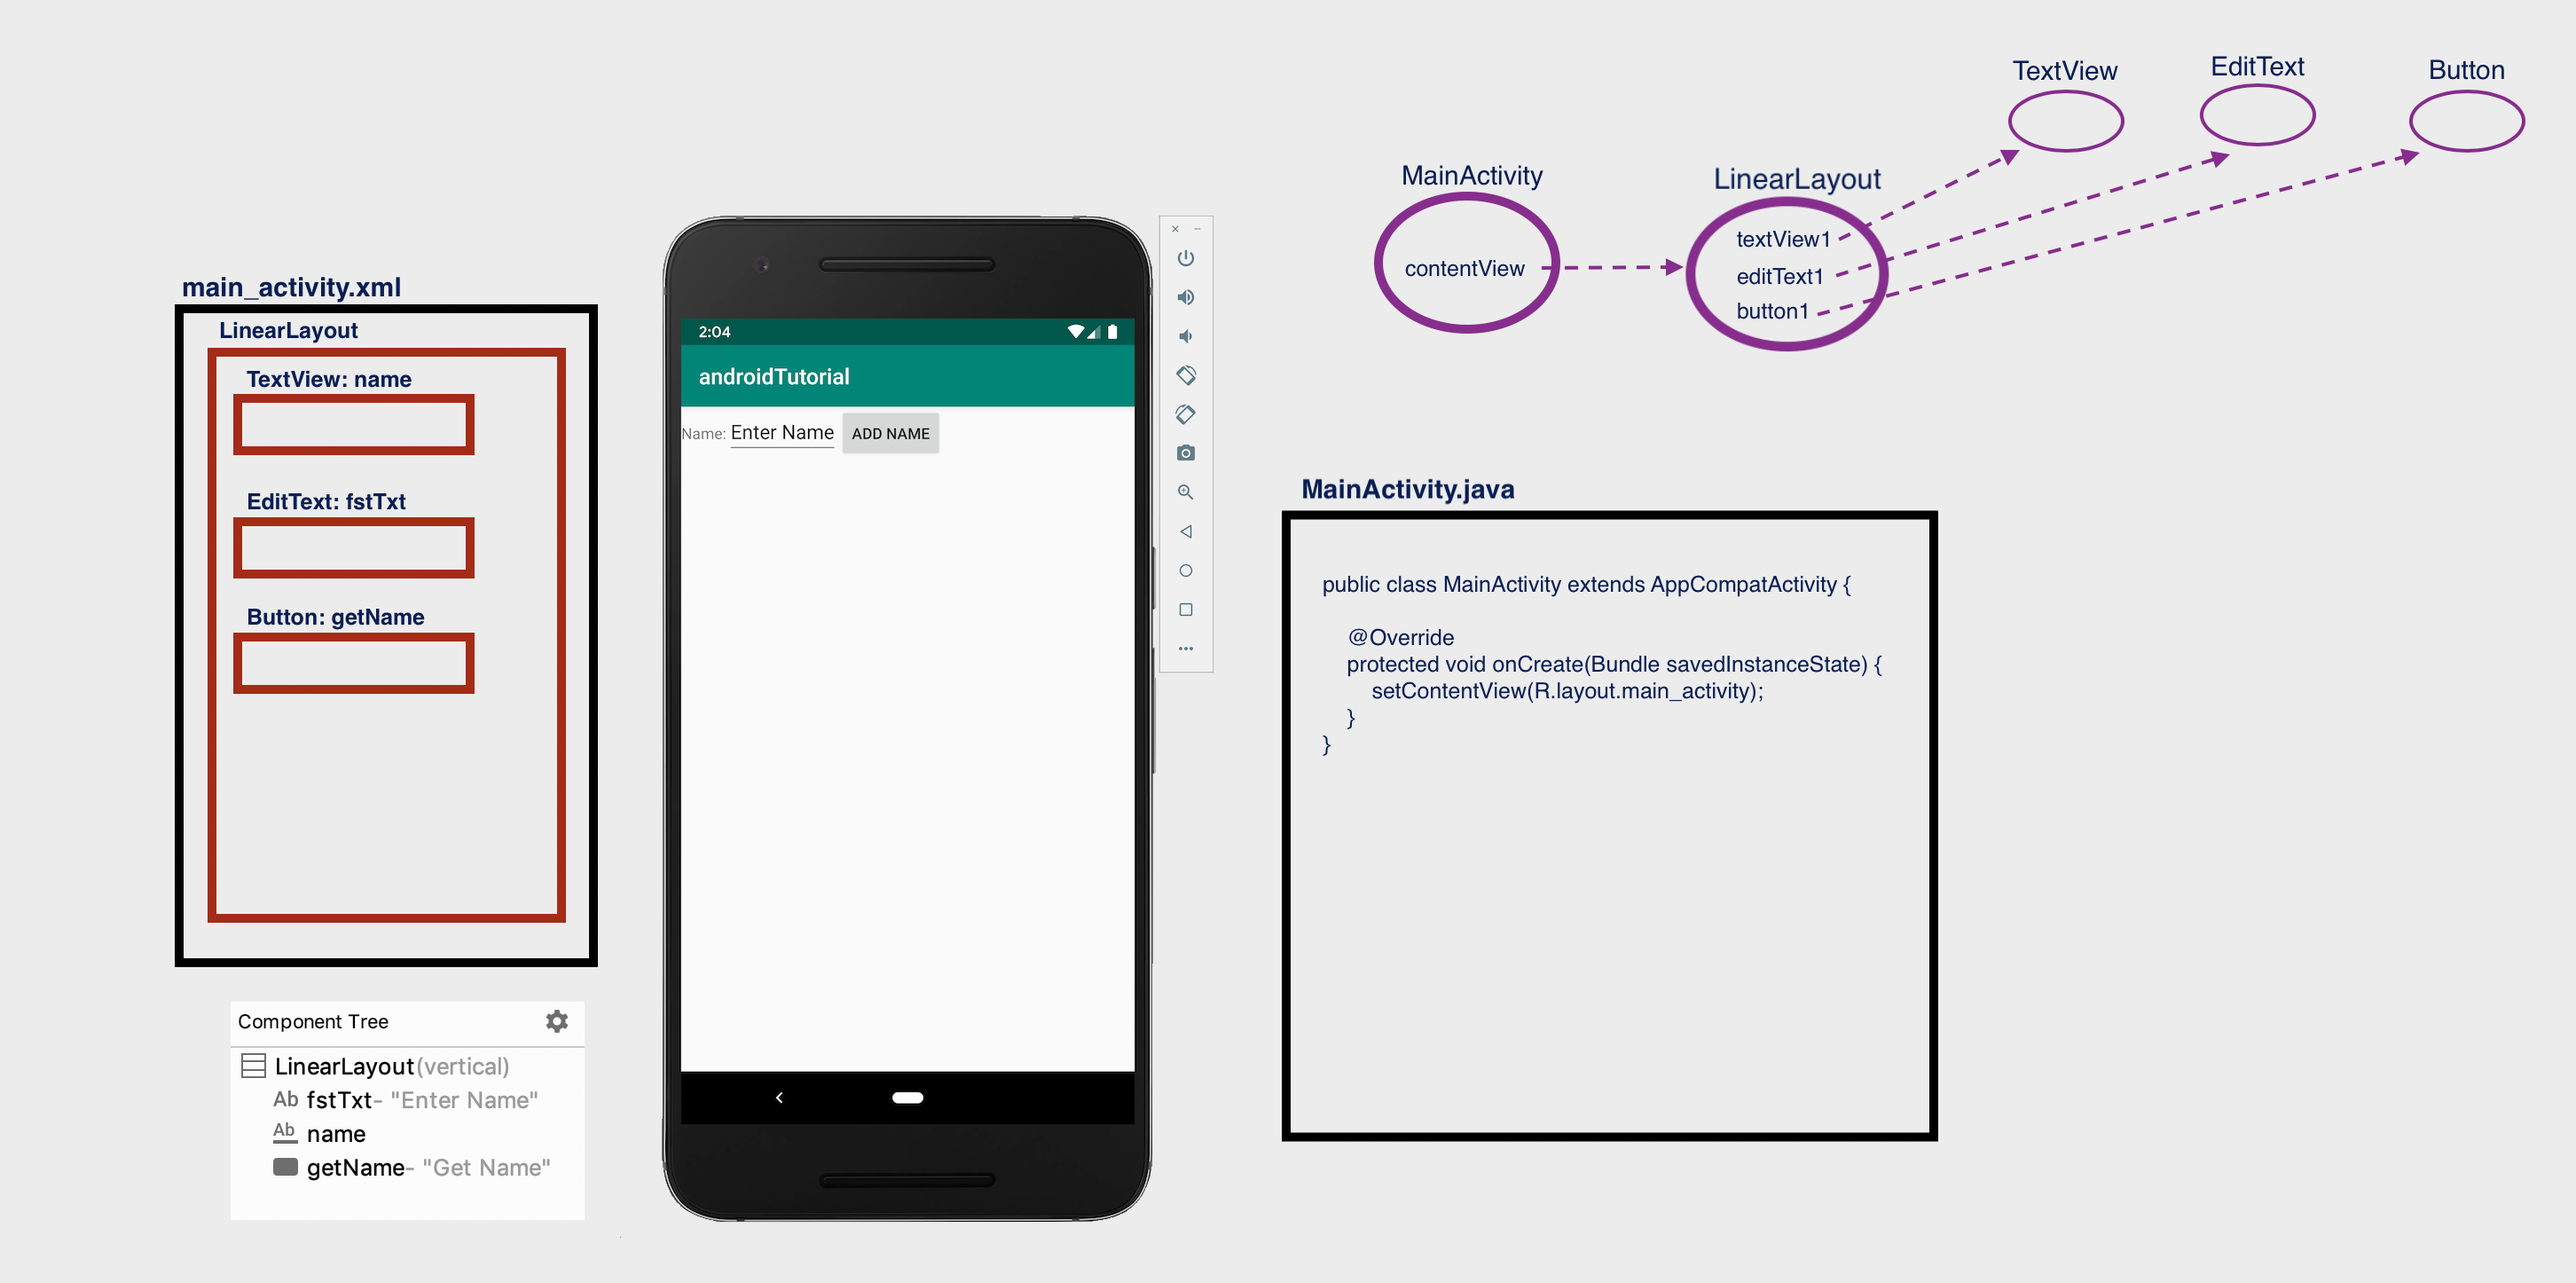 main_activity.xml
LinearLayout
TextView: name
EditText: fstTxt
Button: getName
Component Tree
LinearLayout(vertical)
Ab fstTxt- "Enter Name"
Ab name
getName- "Get Name"
2:04
androidTutorial
Name: Enter Name ADD NAME
MainActivity
contentView
LinearLayout
textView1
editText1
button1
TextView
EditText
Button
MainActivity.java
public class MainActivity extends AppCompatActivity {
@Override
protected void onCreate(Bundle savedInstanceState) {
setContentView(R.layout.main_activity);
}
}